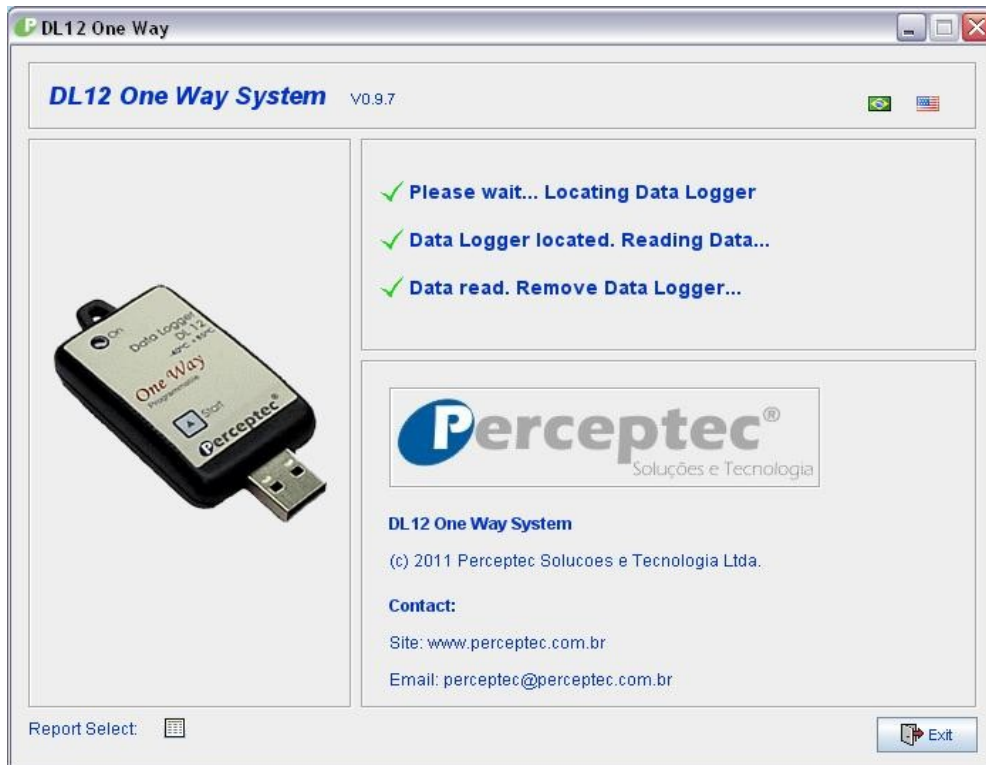 DL12 One Way
DL12 One Way System V0.9.7
Please wait... Locating Data Logger
Data Logger located. Reading Data...
Data read. Remove Data Logger...
On
Data Logger
DL 12
-40ºC +80ºC
One Way
Programmable
Start
Perceptec®
Perceptec®
Soluções e Tecnologia
DL12 One Way System
(c) 2011 Perceptec Solucoes e Tecnologia Ltda.
Contact:
Site: www.perceptec.com.br
Email: perceptec@perceptec.com.br
Report Select:
Exit